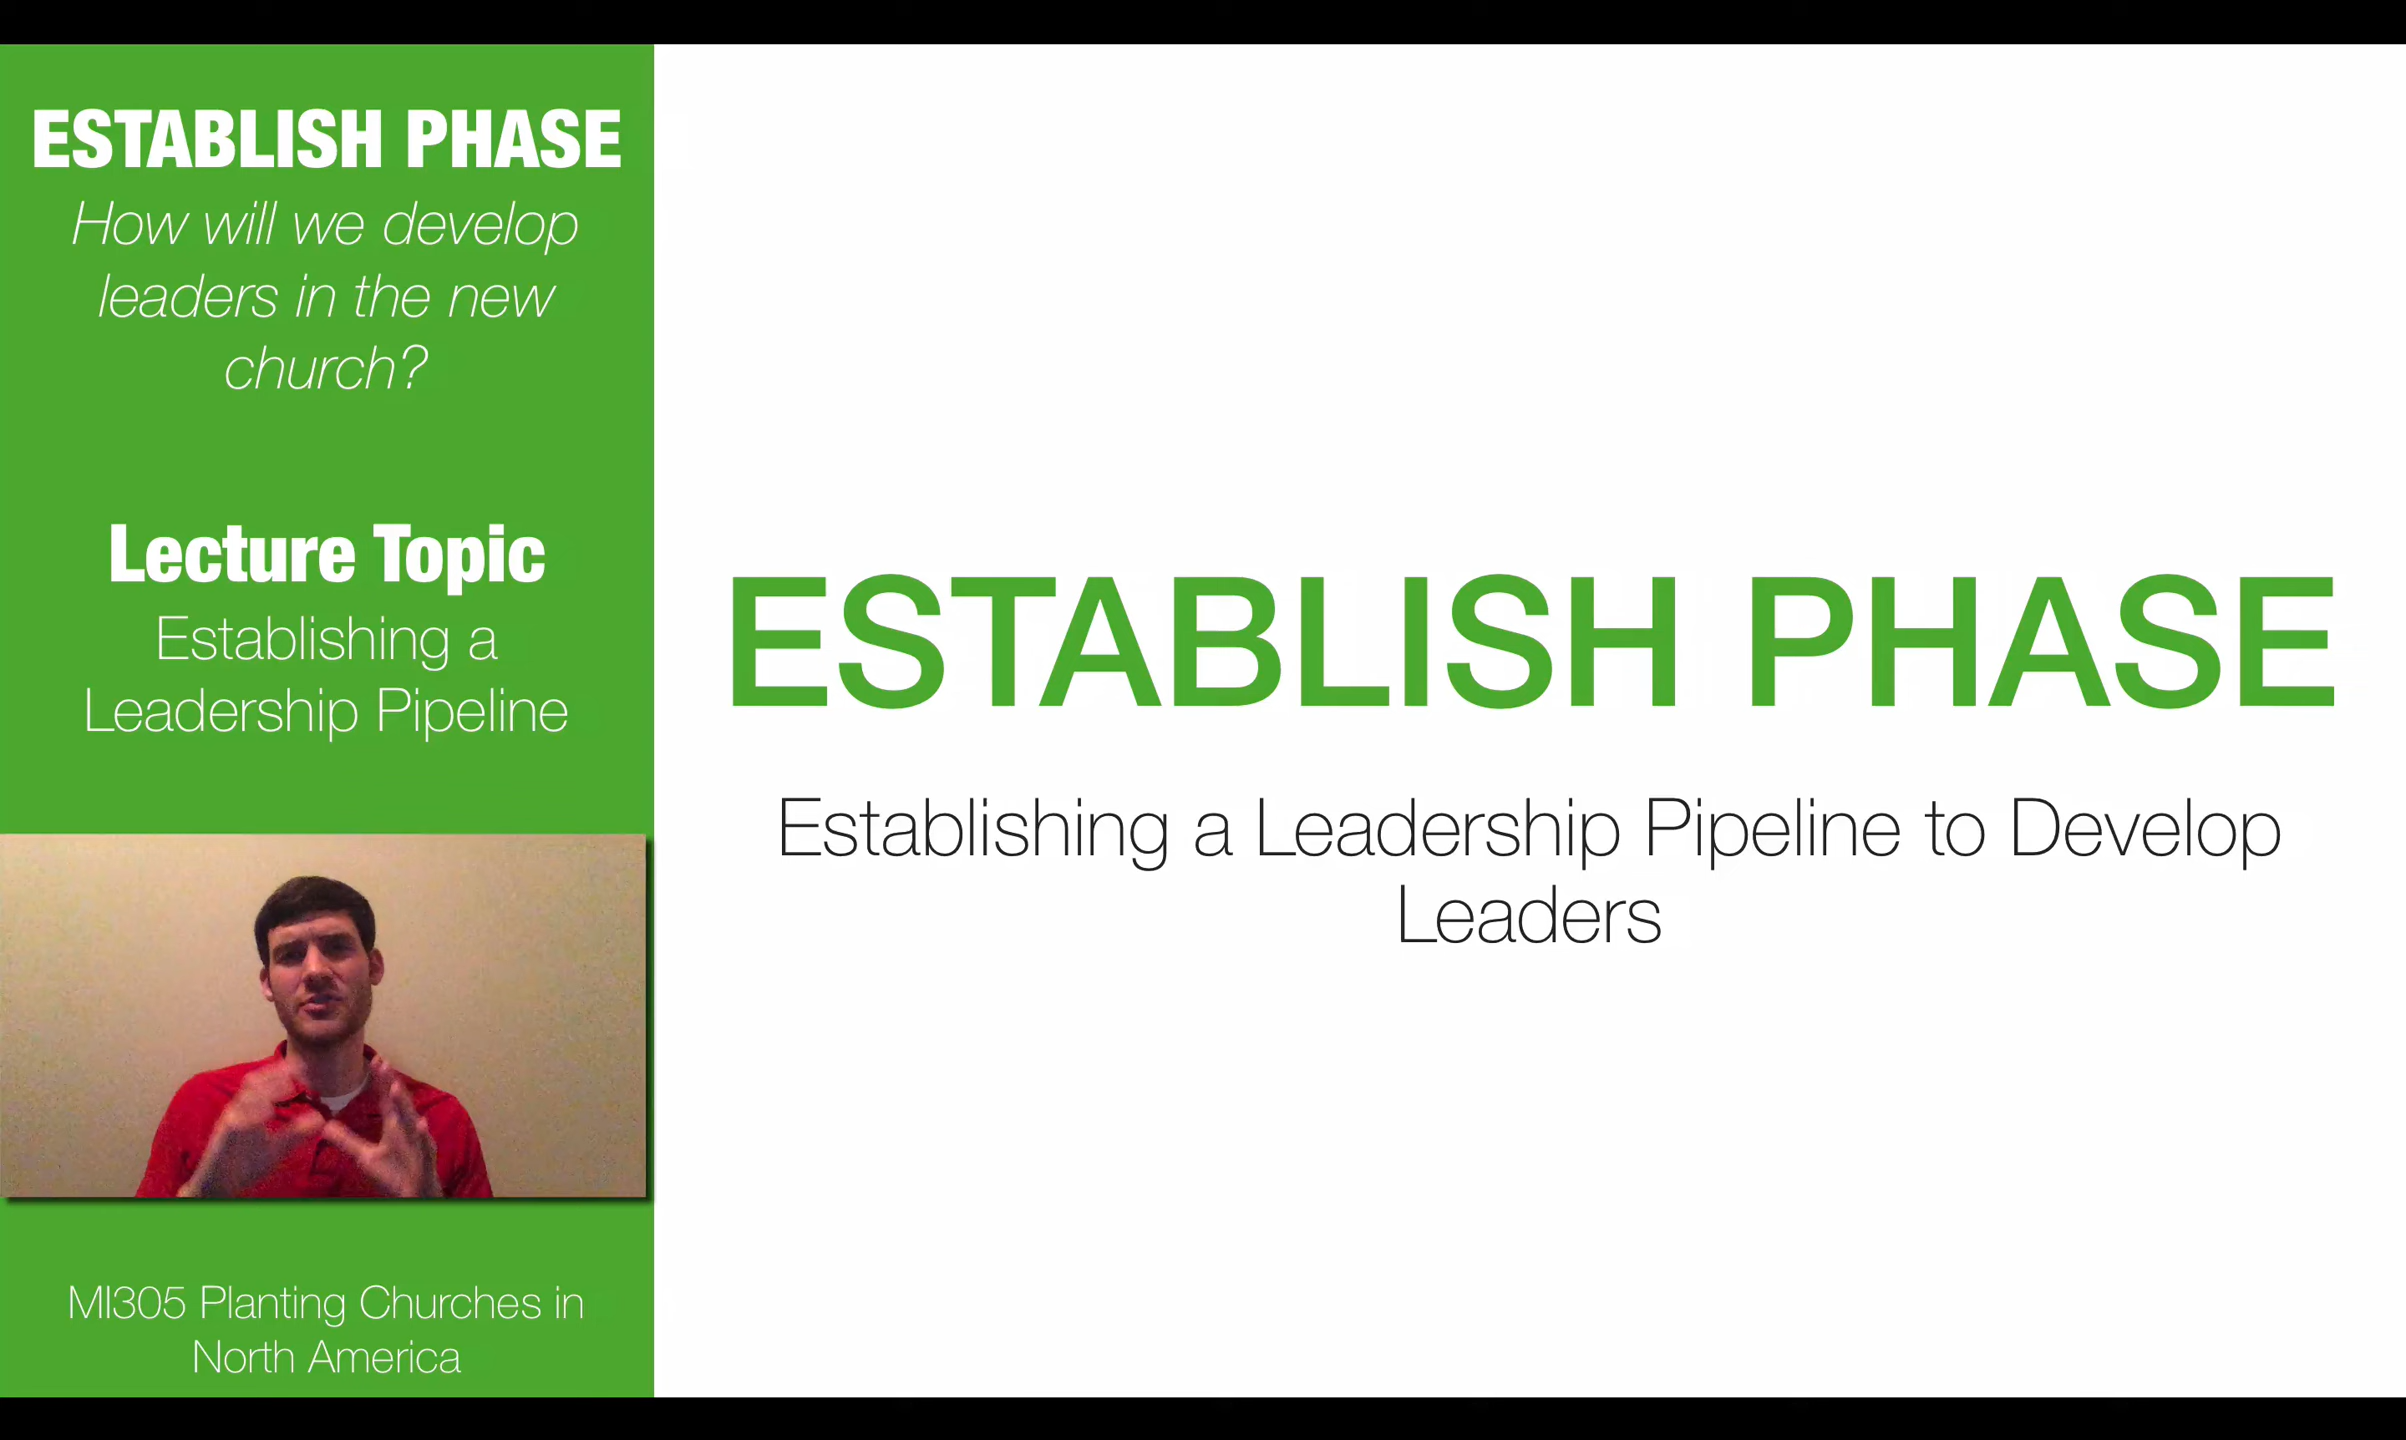 ESTABLISH PHASE
How will we develop
leaders in the new
church?
Lecture Topic
Establishing a
Leadership Pipeline
MI305 Planting Churches in
North America
ESTABLISH PHASE
Establishing a Leadership Pipeline to Develop
Leaders